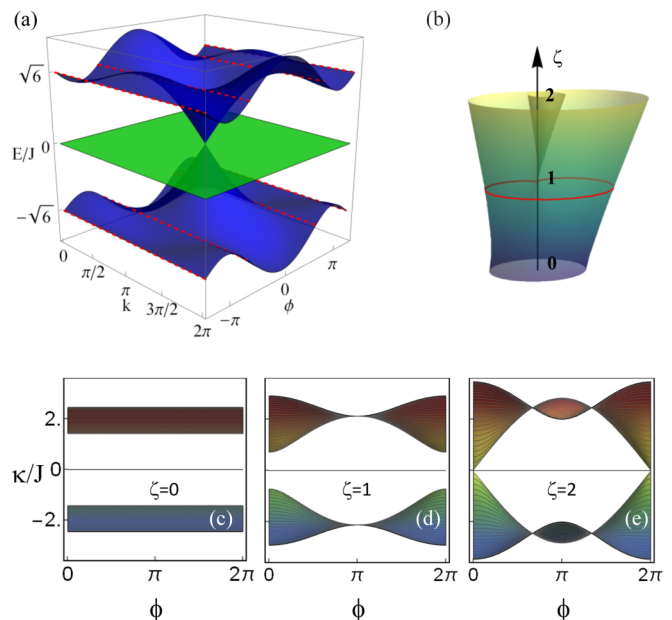 (a)
(b)
√6
E/J
0
−√6
0
π/2
π
k
3π/2
2π
−π
0
ϕ
π
ζ
2
1
0
κ/J
2.
0
−2.
ζ=0
(c)
ζ=1
(d)
ζ=2
(e)
0
π
2π
0
π
2π
0
π
2π
ϕ
ϕ
ϕ